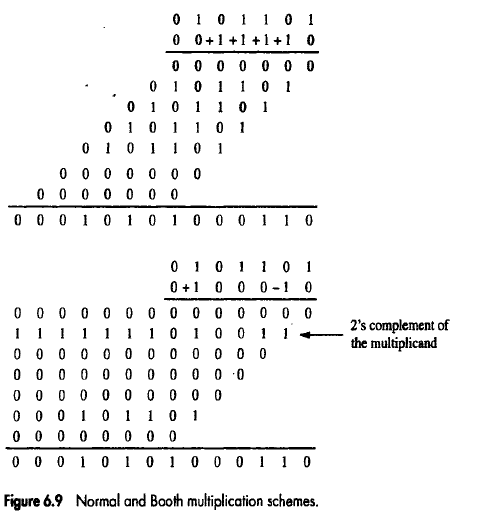 0 1 0 1 1 0 1
0 0+1+1+1+1 0
0 0 0 0 0 0 0
0 1 0 1 1 0 1
0 1 0 1 1 0 1
0 1 0 1 1 0 1
0 1 0 1 1 0 1
0 0 0 0 0 0 0
0 0 0 0 0 0 0
0 0 0 1 0 1 0 1 0 0 0 1 1 0
0 1 0 1 1 0 1
0+1 0 0 0-1 0
0 0 0 0 0 0 0 0 0 0 0 0 0 0
1 1 1 1 1 1 1 0 1 0 0 1 1
2's complement of
the multiplicand
0 0 0 0 0 0 0 0 0 0 0 0
0 0 0 0 0 0 0 0 0 0 0
0 0 0 0 0 0 0 0 0 0
0 0 0 1 0 1 1 0 1
0 0 0 0 0 0 0 0
0 0 0 1 0 1 0 1 0 0 0 1 1 0
Figure 6.9 Normal and Booth multiplication schemes.